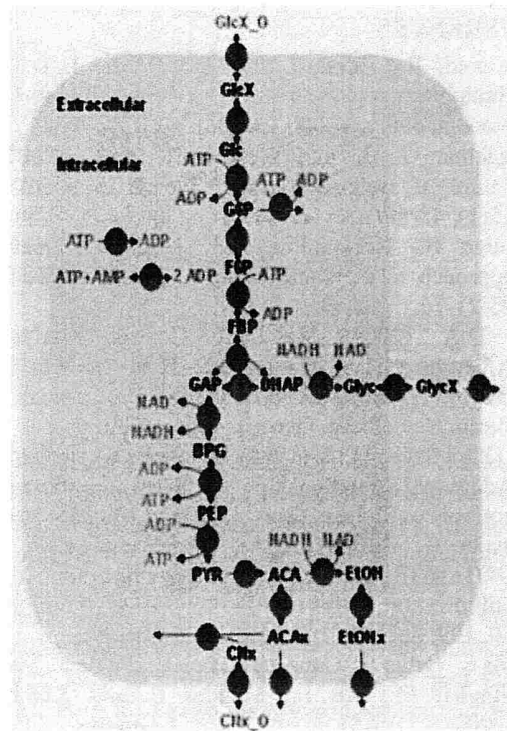 GlcX_0
Extracellular
GlcX
Intracellular
Glc
ATP
ATP ADP
ADP
G6P
ATP ADP
F6P
ATP+AMP 2 ADP ATP
ADP
FBP
NADH NAD
GAP DHAP Glyc GlycX
NAD
NADH
BPG
ADP
ATP
PEP
ADP
ATP
NADH NAD
PYR ACA EtOH
ACAx EtOHx
CNx
CNx_0